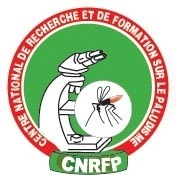 CENTRE NATIONAL DE RECHERCHE ET DE FORMATION SUR LE PALUDISME
CNRFP